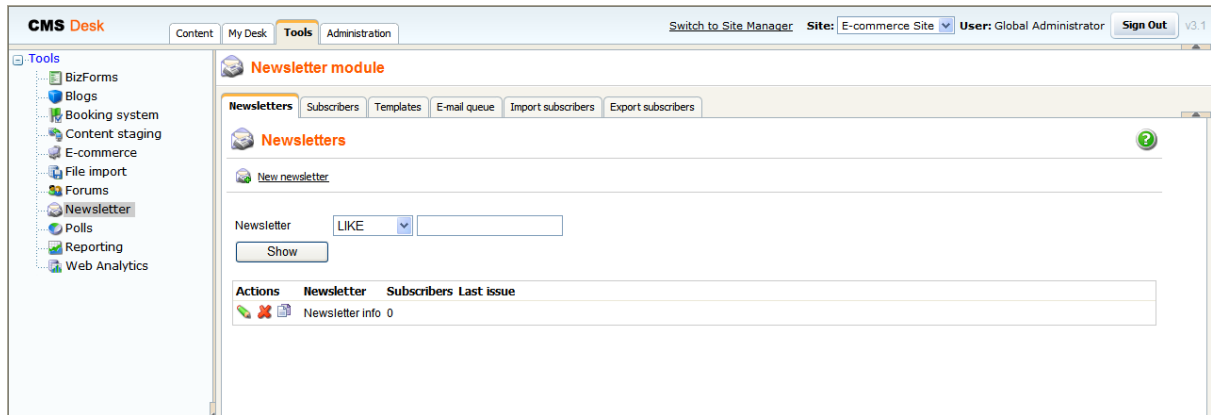 CMS Desk
Content My Desk Tools Administration
Switch to Site Manager Site: E-commerce Site User: Global Administrator Sign Out v3.1
Tools
BizForms
Blogs
Booking system
Content staging
E-commerce
File import
Forums
Newsletter
Polls
Reporting
Web Analytics
Newsletter module
Newsletters Subscribers Templates E-mail queue Import subscribers Export subscribers
Newsletters
New newsletter
Newsletter LIKE
Show
Actions Newsletter Subscribers Last issue
Newsletter info 0